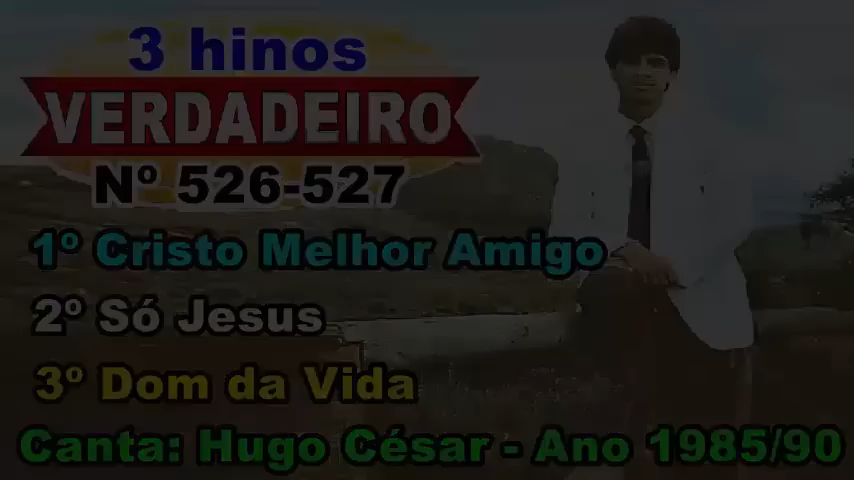 3 hinos
VERDADEIRO
Nº 526-527
1º Cristo Melhor Amigo
2º Só Jesus
3º Dom da Vida
Canta: Hugo César - Ano 1985/90